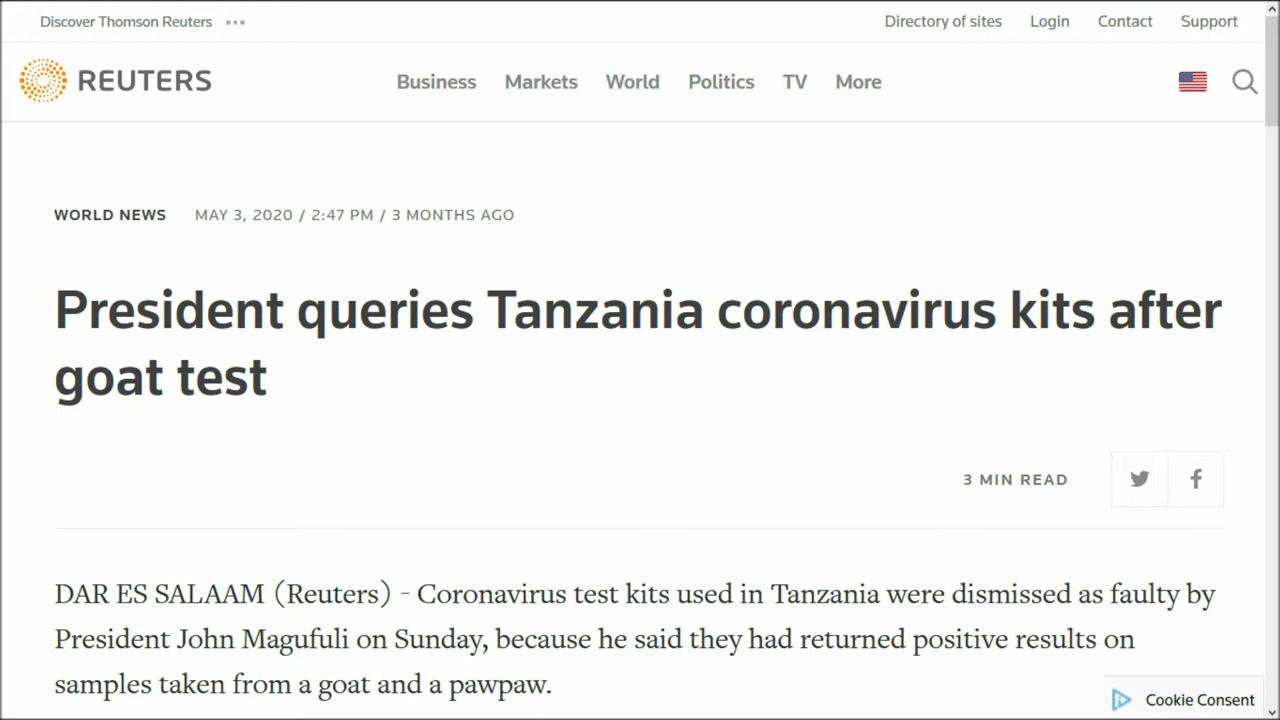 Discover Thomson Reuters •••
Directory of sites Login Contact Support
REUTERS Business Markets World Politics TV More
WORLD NEWS MAY 3, 2020 / 2:47 PM / 3 MONTHS AGO
President queries Tanzania coronavirus kits after
goat test
3 MIN READ
DAR ES SALAAM (Reuters) - Coronavirus test kits used in Tanzania were dismissed as faulty by
President John Magufuli on Sunday, because he said they had returned positive results on
samples taken from a goat and a pawpaw.
Cookie Consent